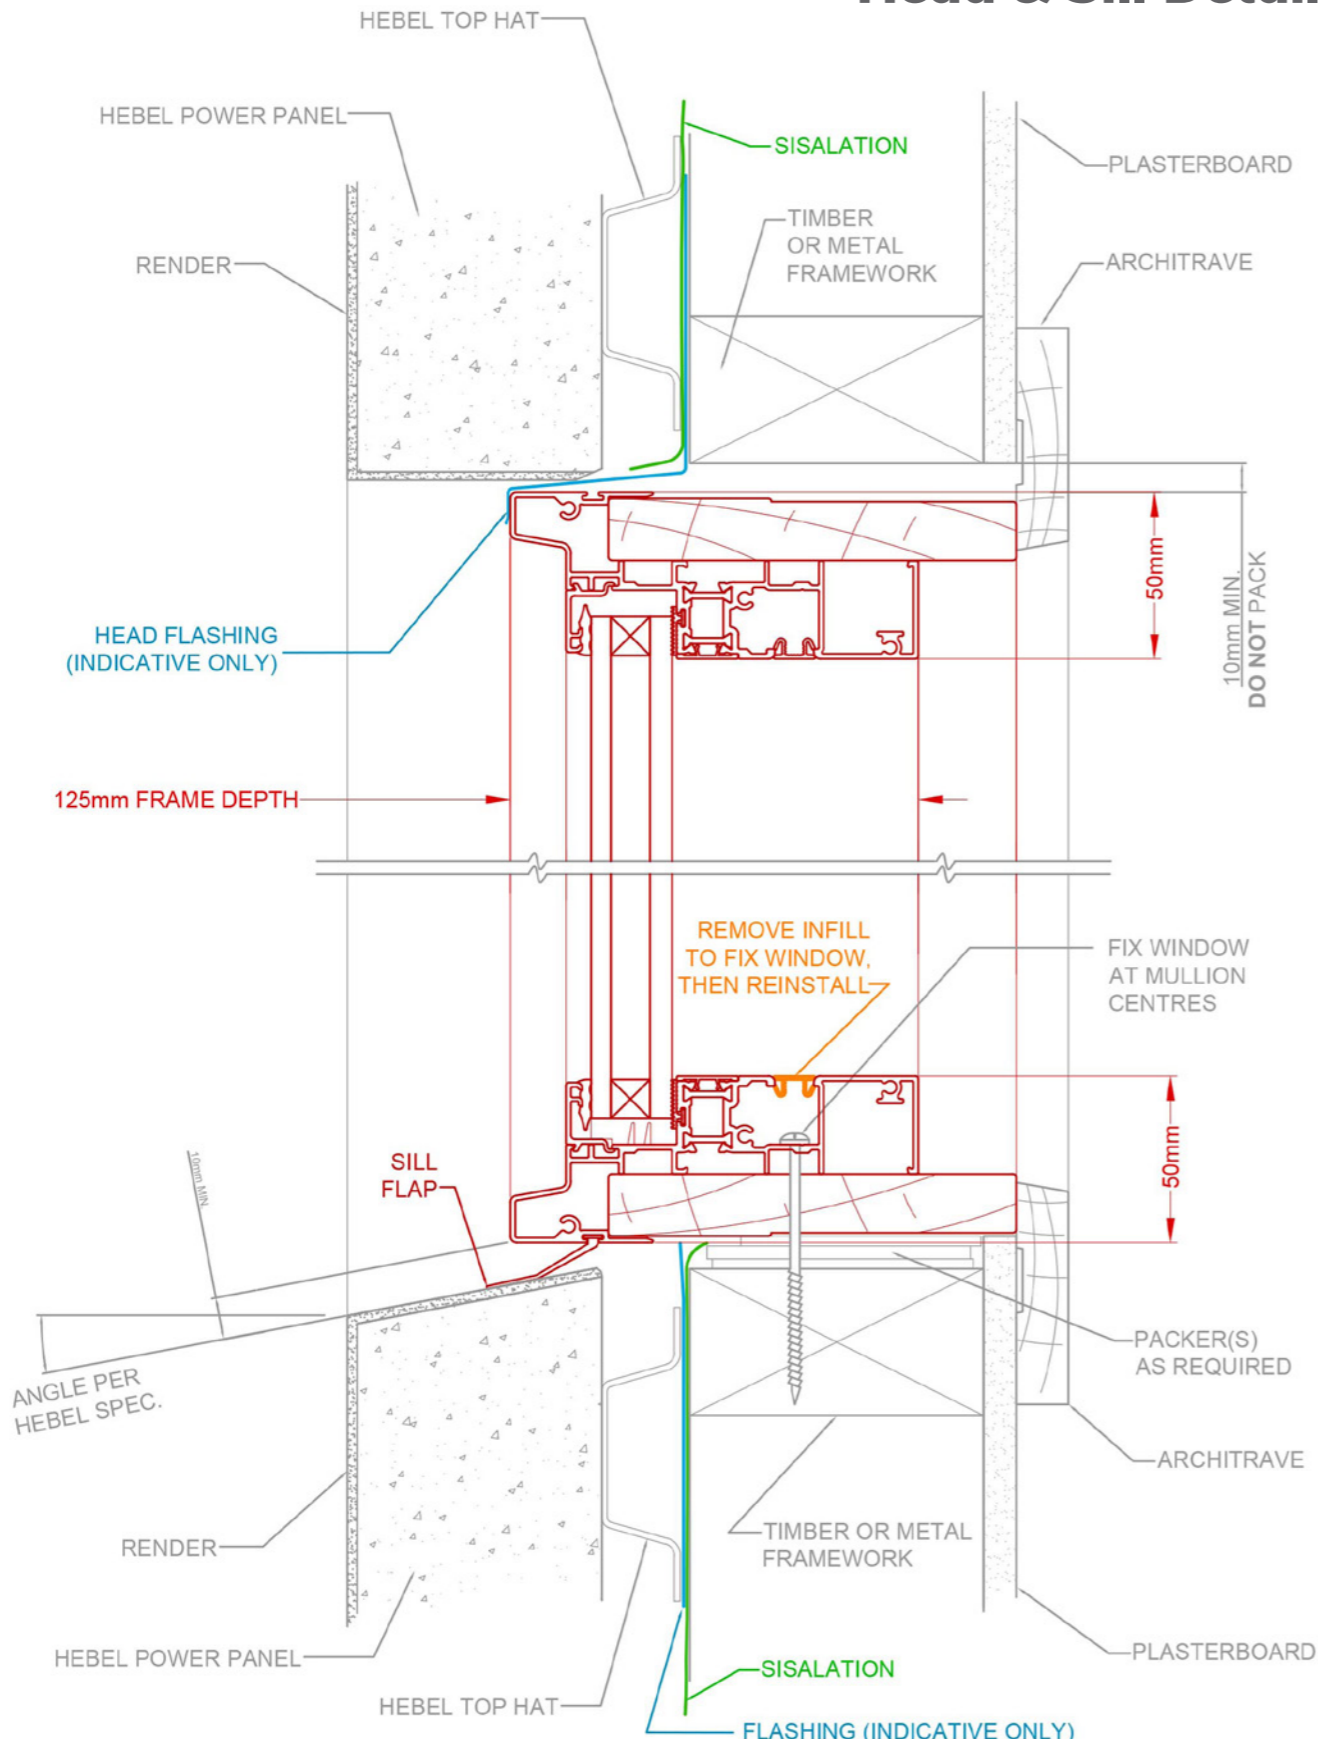 Head & Sill Detail
HEBEL TOP HAT
HEBEL POWER PANEL
SISALATION
PLASTERBOARD
TIMBER
OR METAL
FRAMEWORK
RENDER
ARCHITRAVE
HEAD FLASHING
(INDICATIVE ONLY)
50mm
10mm MIN.
DO NOT PACK
125mm FRAME DEPTH
REMOVE INFILL
TO FIX WINDOW,
THEN REINSTALL
FIX WINDOW
AT MULLION
CENTRES
SILL
FLAP
10mm MIN.
50mm
ANGLE PER
HEBEL SPEC.
PACKER(S)
AS REQUIRED
ARCHITRAVE
RENDER
TIMBER OR METAL
FRAMEWORK
HEBEL POWER PANEL
PLASTERBOARD
SISALATION
HEBEL TOP HAT
FLASHING (INDICATIVE ONLY)